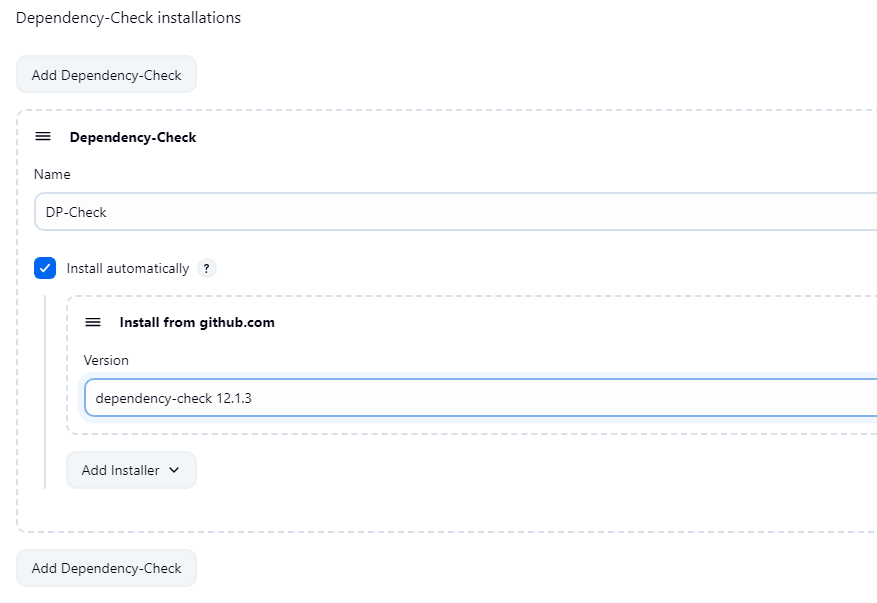 Dependency-Check installations
Add Dependency-Check
Dependency-Check
Name
DP-Check
Install automatically ?
Install from github.com
Version
dependency-check 12.1.3
Add Installer
Add Dependency-Check